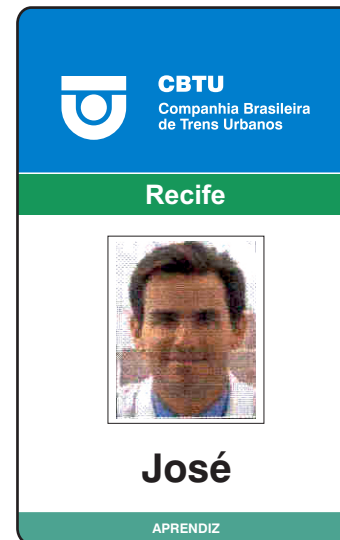 CBTU
Companhia Brasileira
de Trens Urbanos
Recife
José
APRENDIZ